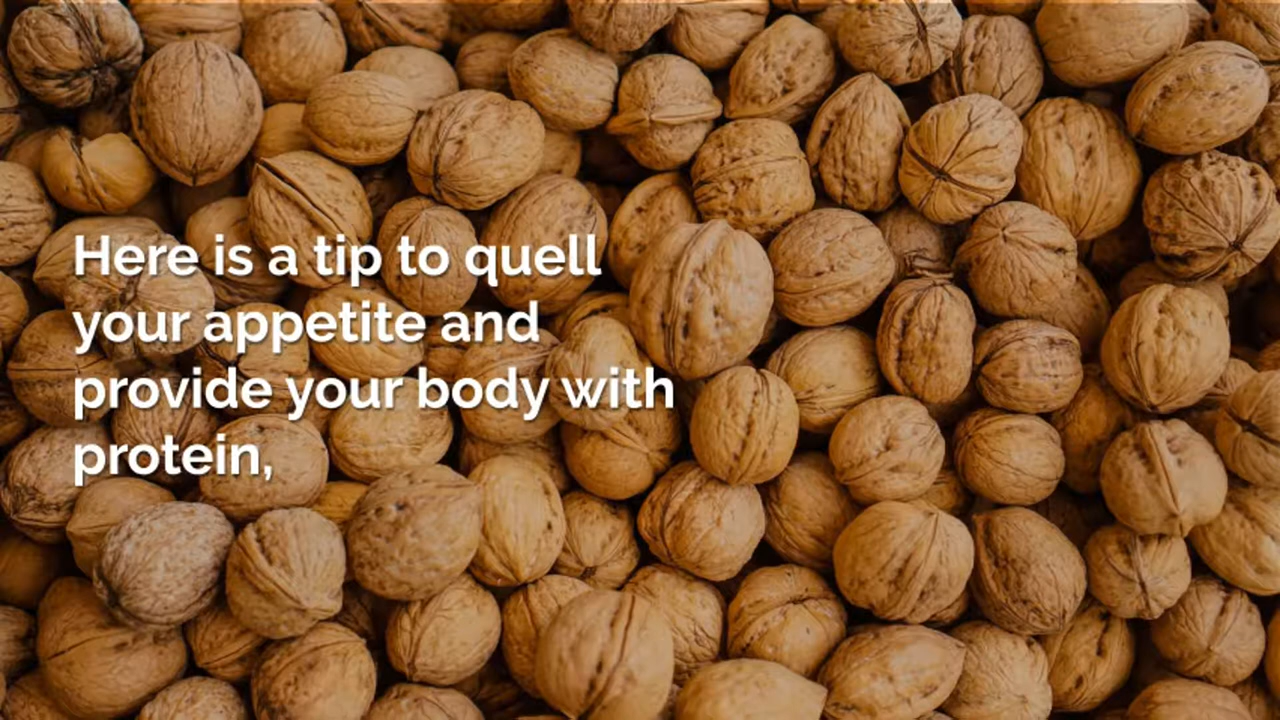 Here is a tip to quell
your appetite and
provide your body with
protein,